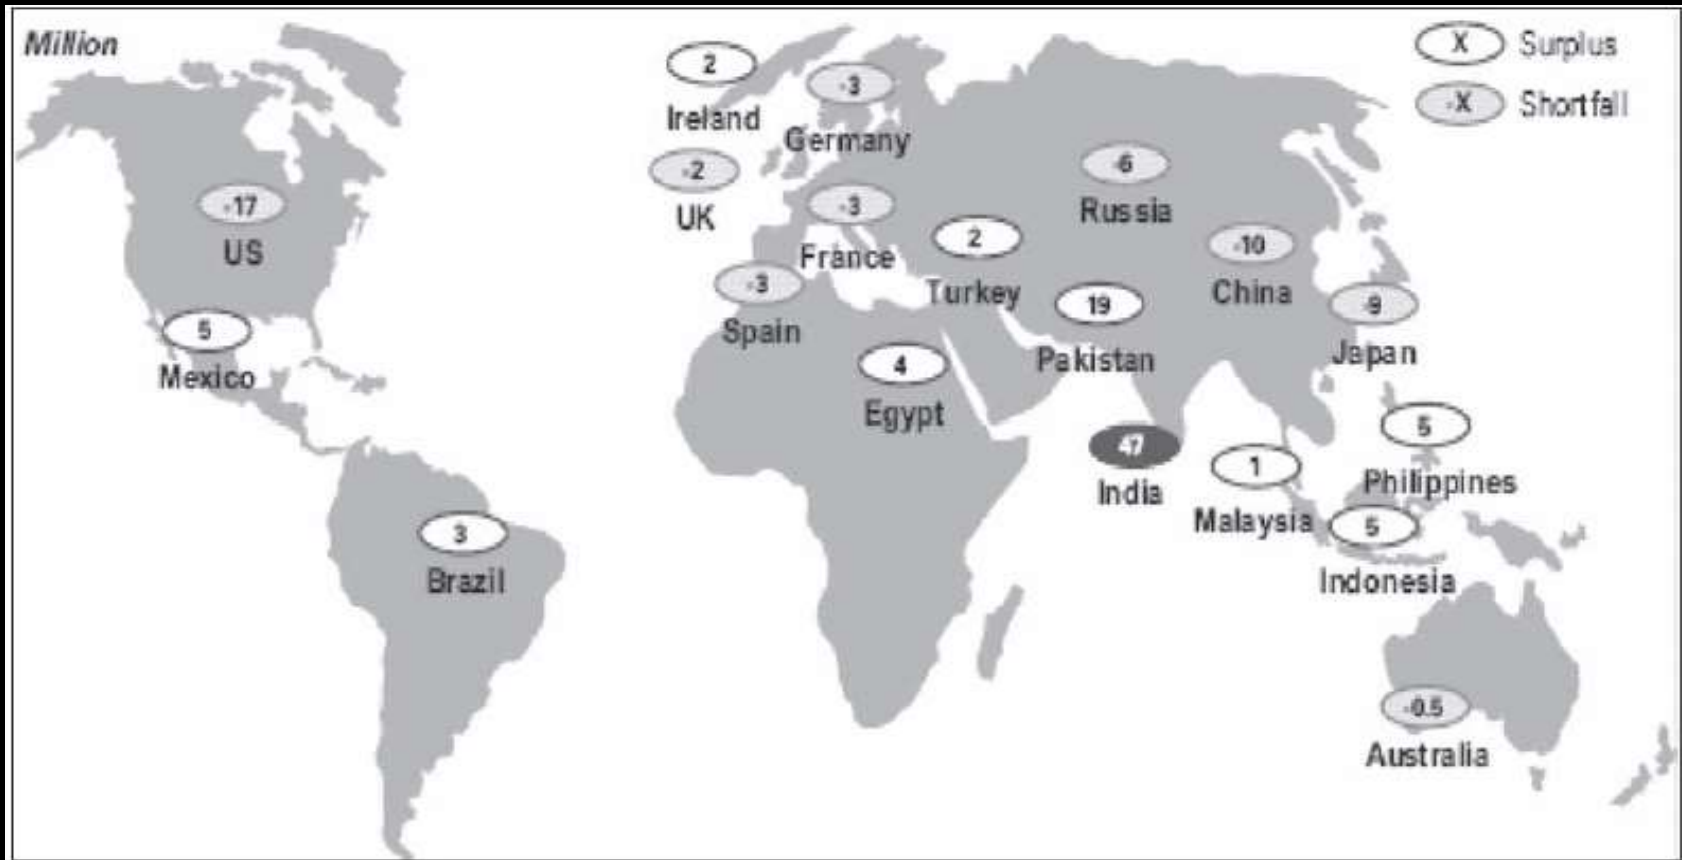 Million
X Surplus
-X Shortfall
2
Ireland
-3
Germany
-2
UK
-17
US
-3
France
-6
Russia
2
Turkey
-10
China
-3
Spain
19
Pakistan
-9
Japan
5
Mexico
4
Egypt
47
India
5
Philippines
1
Malaysia
5
Indonesia
3
Brazil
-0.5
Australia